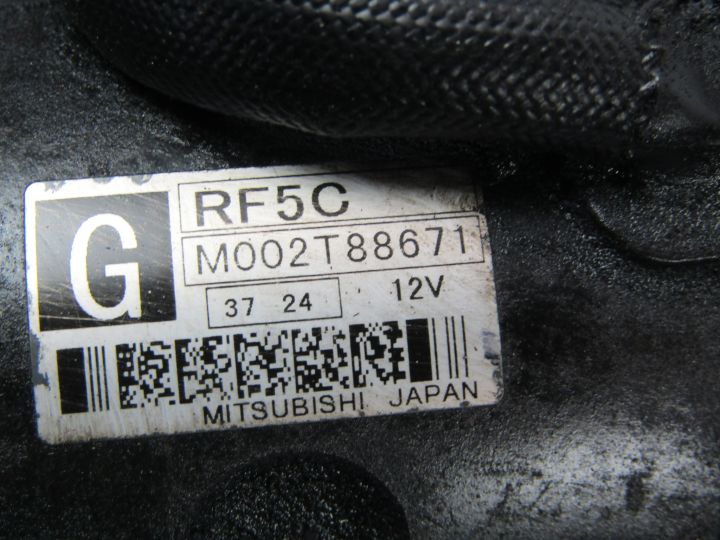 G
RF5C
M002T88671
37 24
12V
MITSUBISHI JAPAN